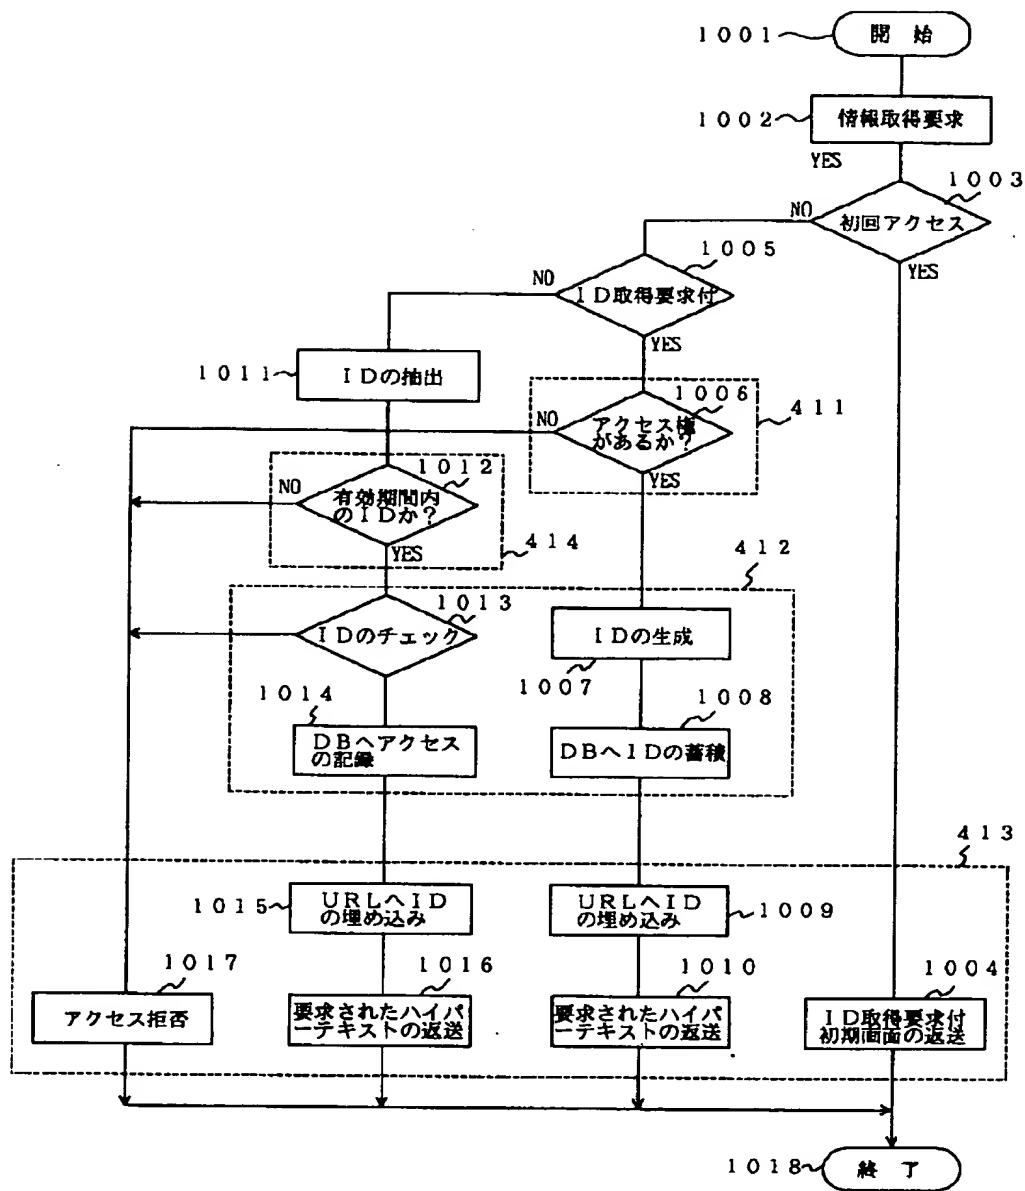 1001
開 始
1002
情報取得要求
YES
1003
初回アクセス
NO
YES
1005
ID取得要求付
NO
YES
1011
IDの抽出
1006
アクセス権
があるか?
NO
YES
411
1012
有効期間内
のIDか?
NO
YES
414
412
1013
IDのチェック
IDの生成
1007
1014
DBへアクセス
の記録
1008
DBへIDの蓄積
413
1015
URLへID
の埋め込み
URLへID
の埋め込み
1009
1017
アクセス拒否
1016
要求されたハイパ
ーテキストの返送
1010
要求されたハイパ
ーテキストの返送
1004
ID取得要求付
初期画面の返送
1018
終 了